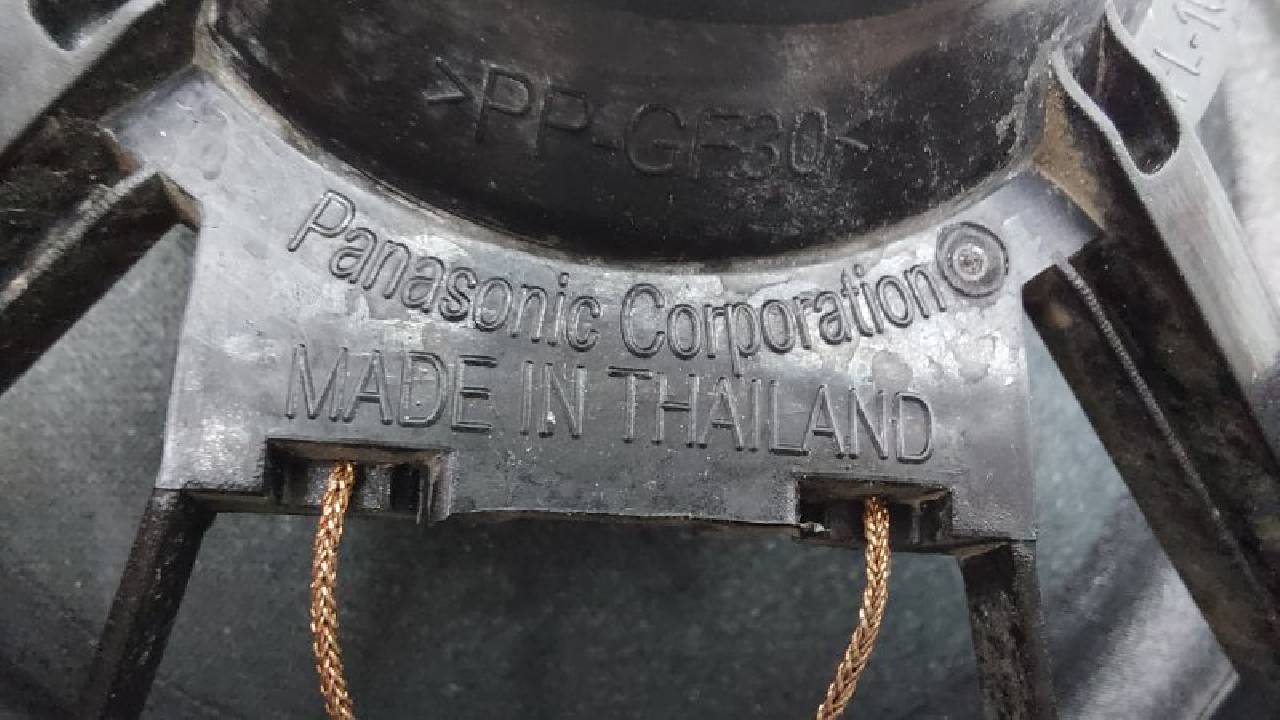 >PP-GF30<
Panasonic Corporation
MADE IN THAILAND